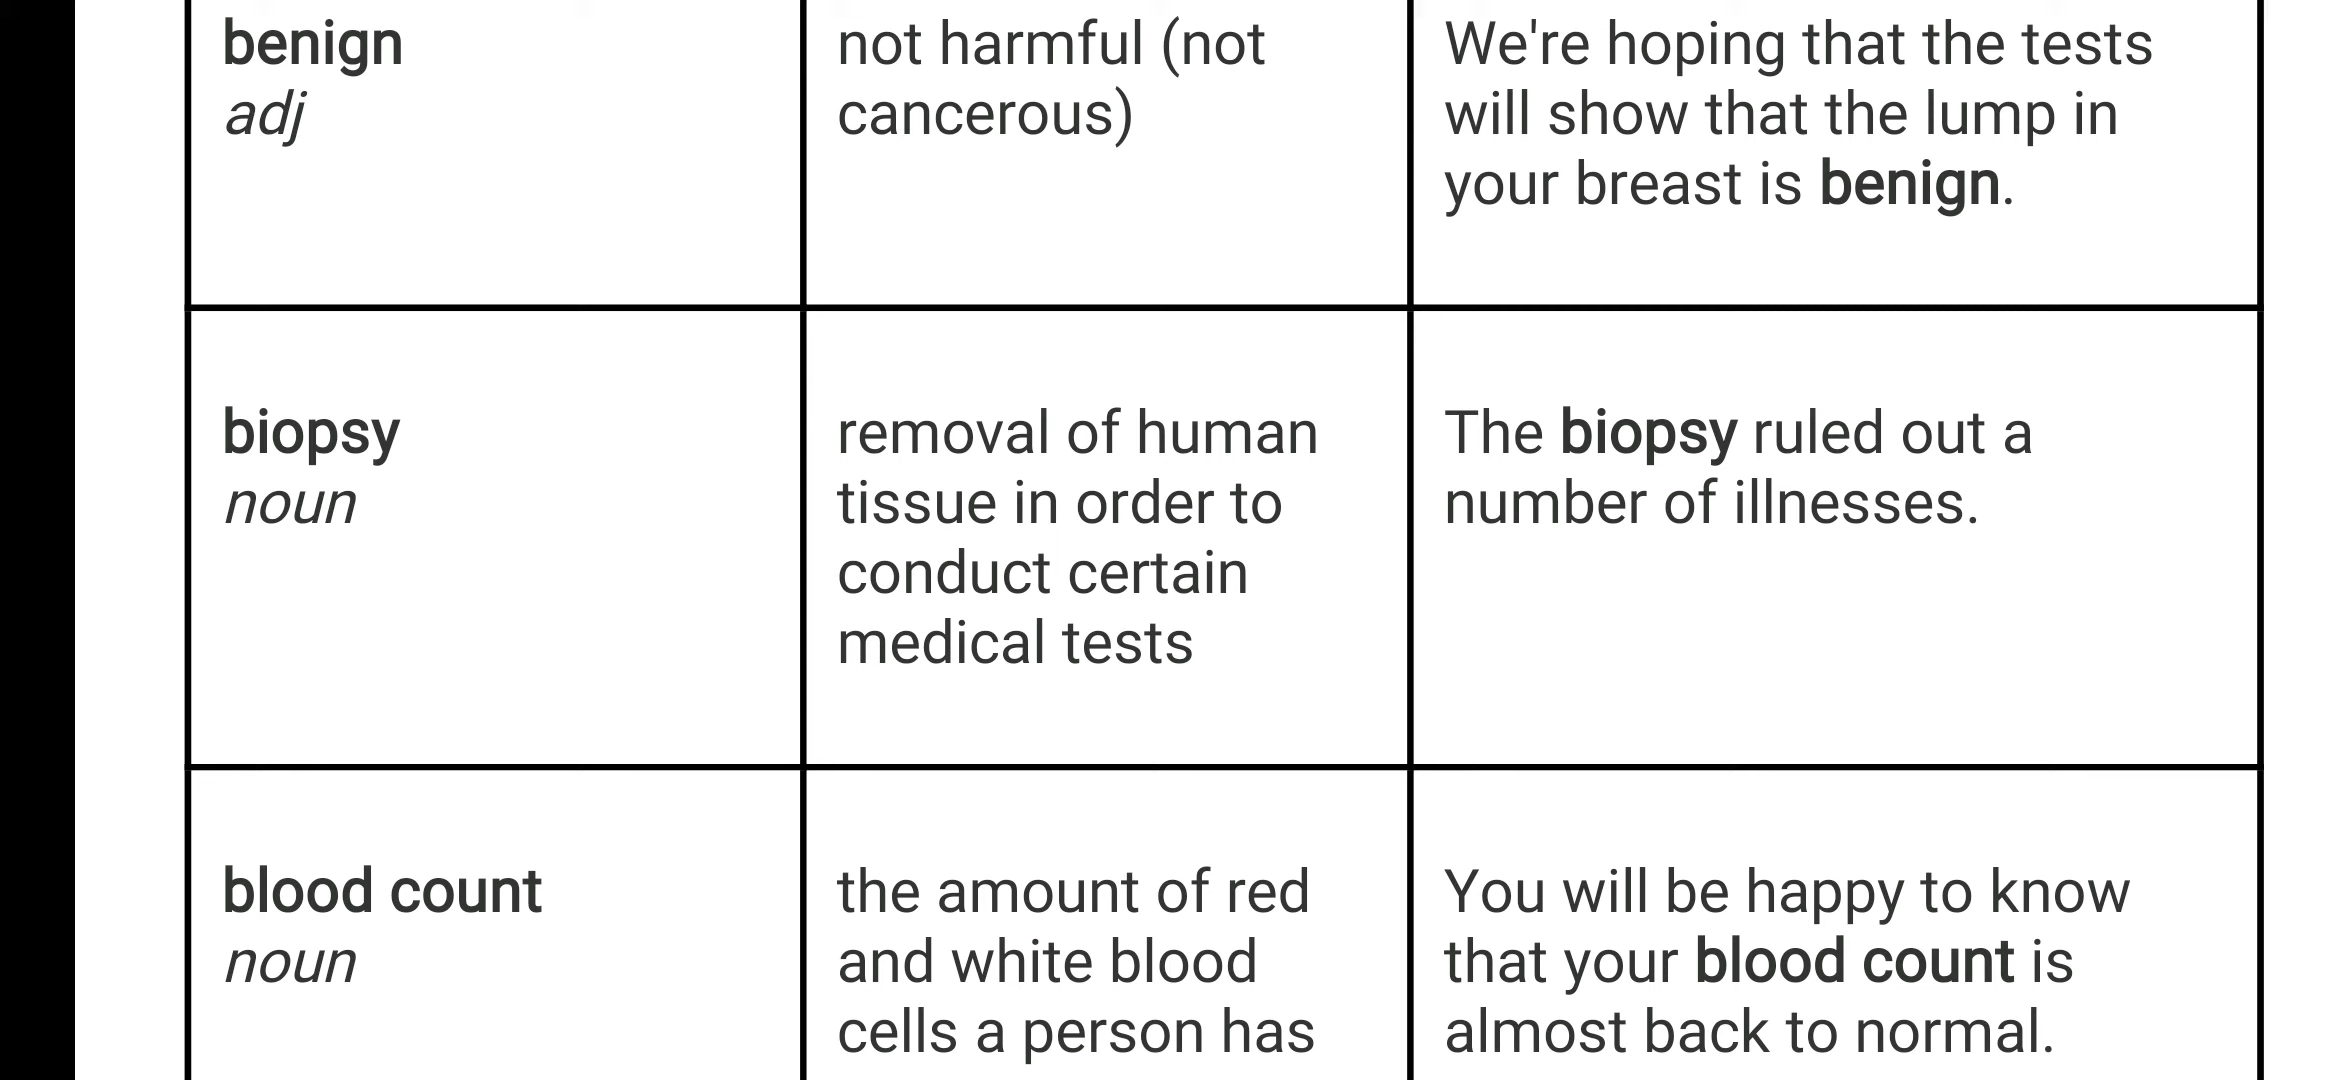 benign
adj
not harmful (not
cancerous)
We're hoping that the tests
will show that the lump in
your breast is benign.
biopsy
noun
removal of human
tissue in order to
conduct certain
medical tests
The biopsy ruled out a
number of illnesses.
blood count
noun
the amount of red
and white blood
cells a person has
You will be happy to know
that your blood count is
almost back to normal.